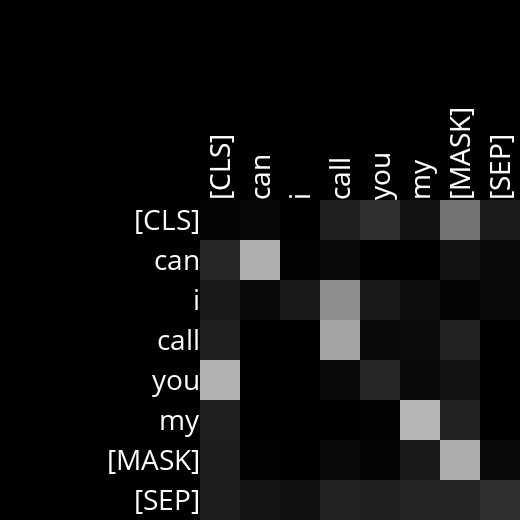 [CLS] can i call you my [MASK] [SEP]
[CLS]
can
i
call
you
my
[MASK]
[SEP]